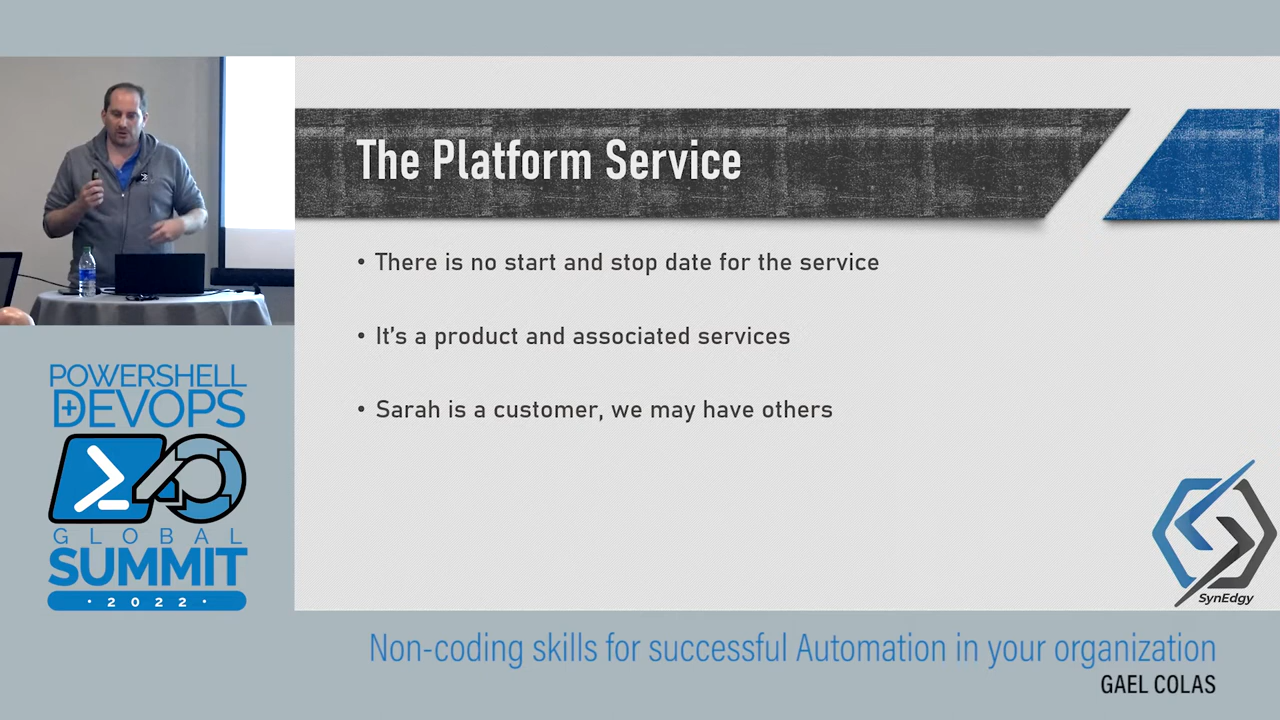 The Platform Service
• There is no start and stop date for the service
• It's a product and associated services
• Sarah is a customer, we may have others
SynEdgy
POWERSHELL
DEVOPS
GLOBAL
SUMMIT
· 2022 ·
Non-coding skills for successful Automation in your organization
GAEL COLAS